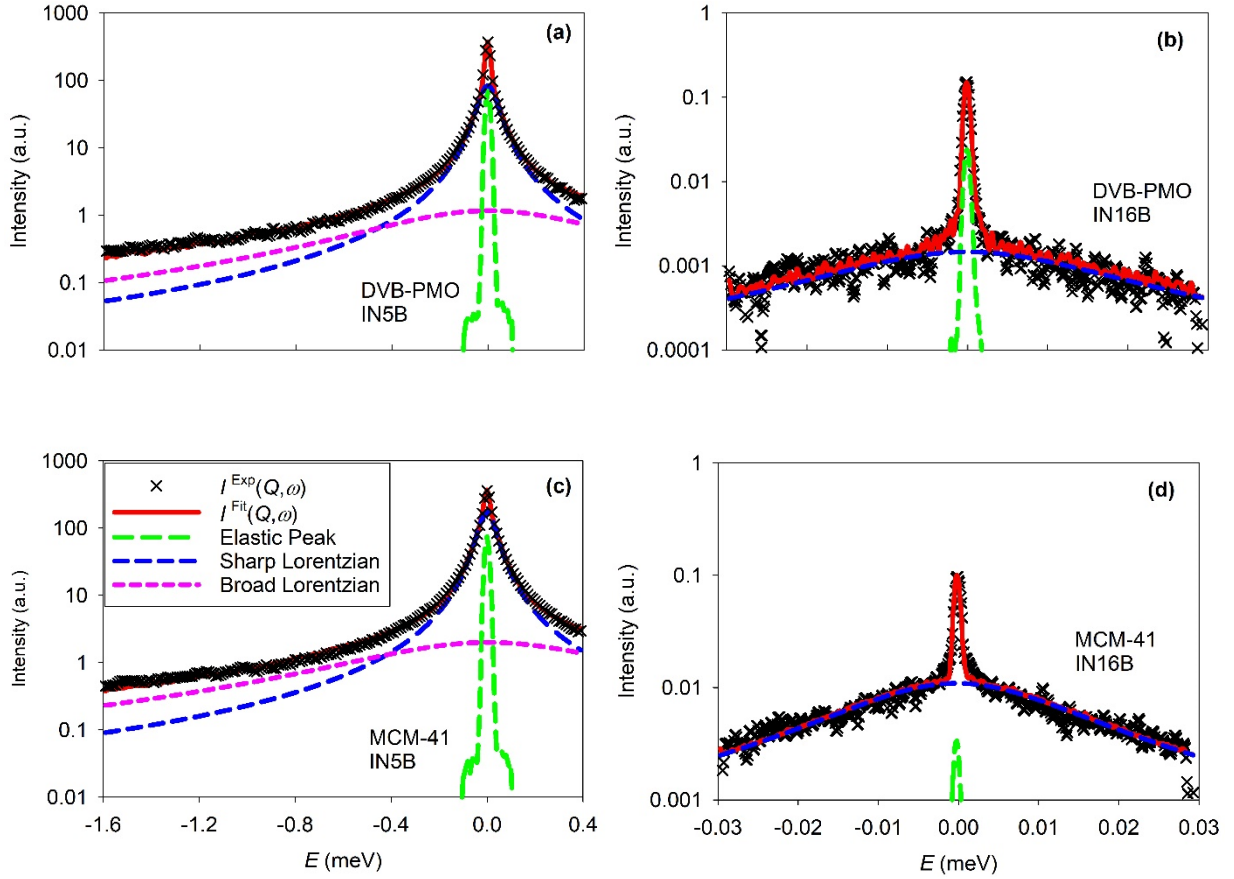 1000
100
10
1
0.1
0.01
Intensity (a.u.)
(a)
DVB-PMO
IN5B
1
0.1
0.01
0.001
0.0001
Intensity (a.u.)
(b)
DVB-PMO
IN16B
1000
100
10
1
0.1
0.01
Intensity (a.u.)
I Exp(Q,ω)
I Fit(Q,ω)
Elastic Peak
Sharp Lorentzian
Broad Lorentzian
(c)
MCM-41
IN5B
-1.6 -1.2 -0.8 -0.4 0.0 0.4
E (meV)
1
0.1
0.01
0.001
Intensity (a.u.)
(d)
MCM-41
IN16B
-0.03 -0.02 -0.01 0.00 0.01 0.02 0.03
E (meV)